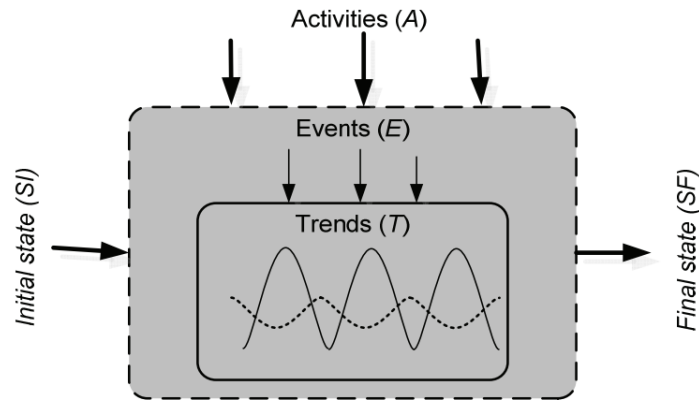 Activities (A)
Events (E)
Trends (T)
Initial state (SI)
Final state (SF)